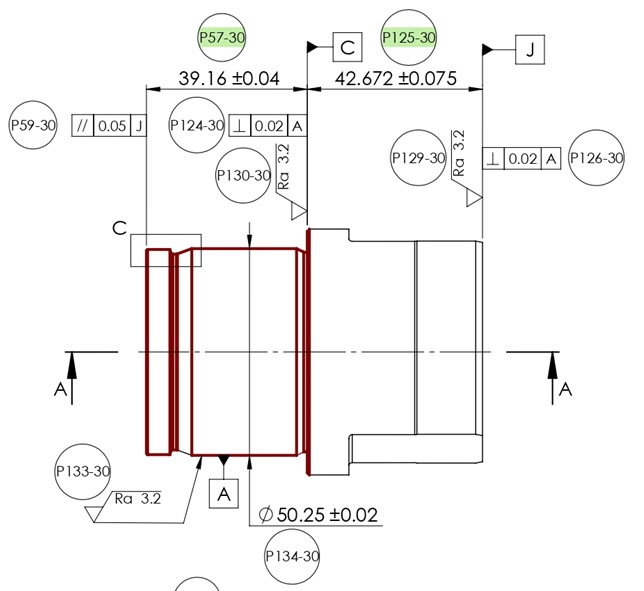 P57-30
P125-30
C
J
39.16 ±0.04
42.672 ±0.075
P59-30
// 0.05 J
P124-30
⊥ 0.02 A
P130-30
Ra 3.2
P129-30
Ra 3.2
⊥ 0.02 A
P126-30
C
A
A
P133-30
Ra 3.2
A
∅ 50.25 ±0.02
P134-30